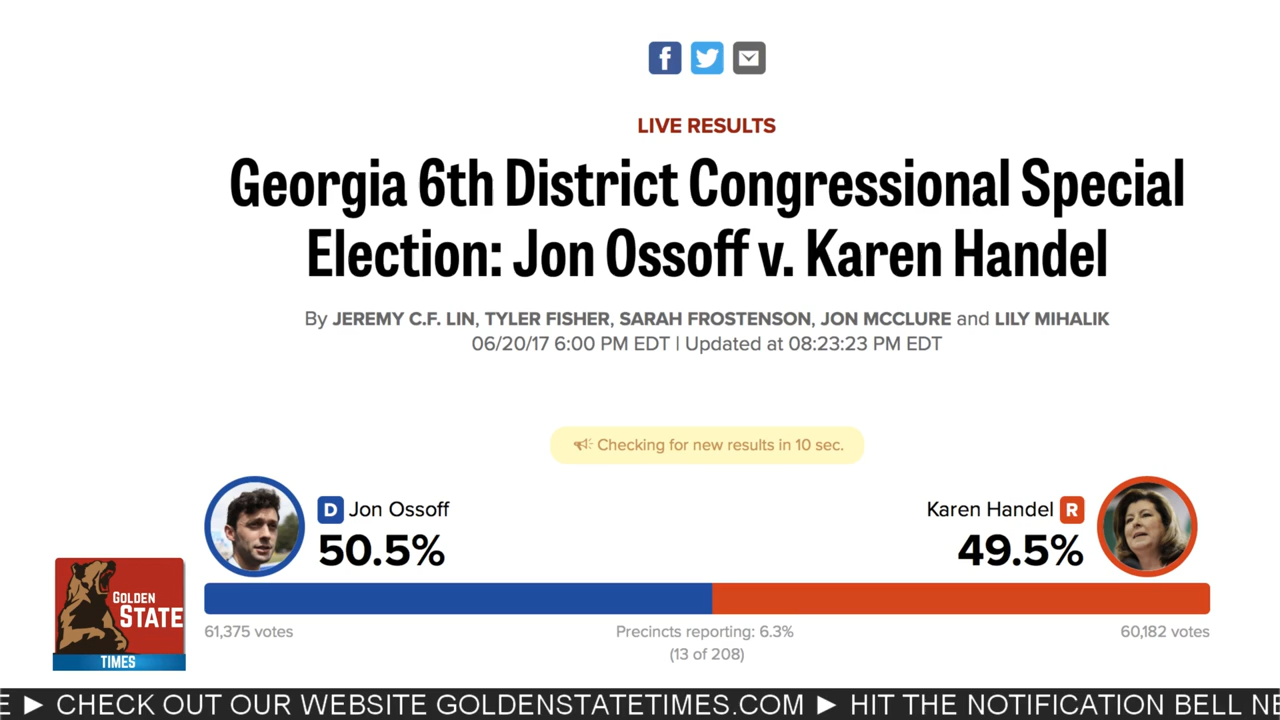 LIVE RESULTS
Georgia 6th District Congressional Special
Election: Jon Ossoff v. Karen Handel
By JEREMY C.F. LIN, TYLER FISHER, SARAH FROSTENSON, JON MCCLURE and LILY MIHALIK
06/20/17 6:00 PM EDT | Updated at 08:23:23 PM EDT
Checking for new results in 10 sec.
D Jon Ossoff
50.5%
Karen Handel R
49.5%
61,375 votes
Precincts reporting: 6.3%
(13 of 208)
60,182 votes
GOLDEN
STATE
TIMES
E ► CHECK OUT OUR WEBSITE GOLDENSTATETIMES.COM ► HIT THE NOTIFICATION BELL NE